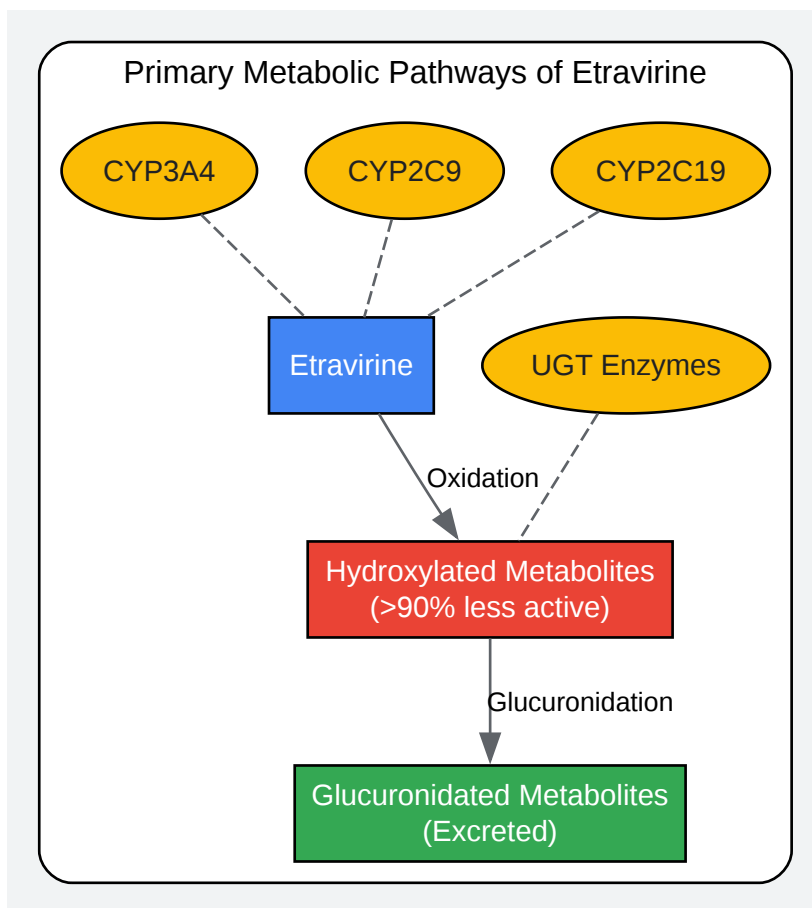 Primary Metabolic Pathways of Etravirine
CYP3A4
CYP2C9
CYP2C19
Etravirine
UGT Enzymes
Oxidation
Hydroxylated Metabolites
(>90% less active)
Glucuronidation
Glucuronidated Metabolites
(Excreted)